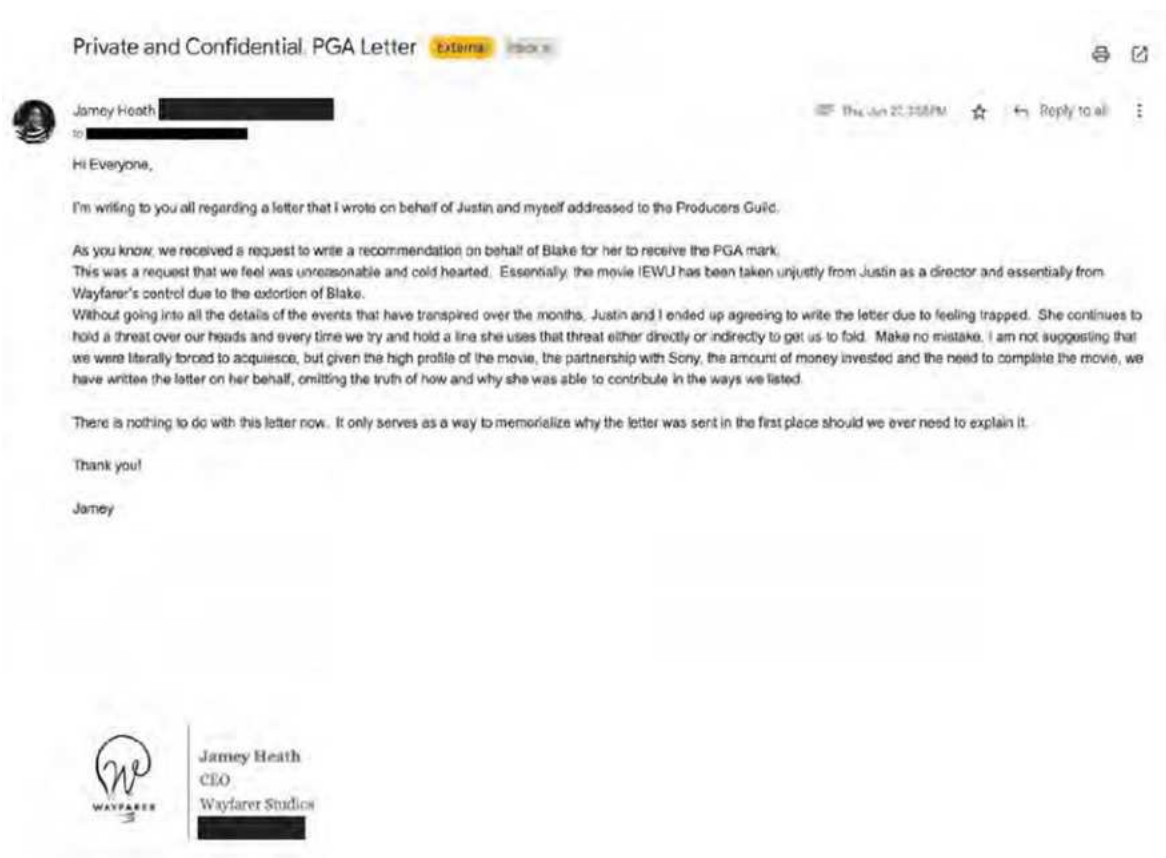 Private and Confidential. PGA Letter External Inbox x
Jamey Heath
to
Reply to all
Hi Everyone,
I'm writing to you all regarding a letter that I wrote on behalf of Justin and myself addressed to the Producers Guild.
As you know, we received a request to write a recommendation on behalf of Blake for her to receive the PGA mark.
This was a request that we feel was unreasonable and cold hearted. Essentially, the movie IEWU has been taken unjustly from Justin as a director and essentially from
Wayfarer's control due to the extortion of Blake.
Without going into all the details of the events that have transpired over the months, Justin and I ended up agreeing to write the letter due to feeling trapped. She continues to
hold a threat over our heads and every time we try and hold a line she uses that threat either directly or indirectly to get us to fold. Make no mistake, I am not suggesting that
we were literally forced to acquiesce, but given the high profile of the movie, the partnership with Sony, the amount of money invested and the need to complete the movie, we
have written the letter on her behalf, omitting the truth of how and why she was able to contribute in the ways we listed.
There is nothing to do with this letter now. It only serves as a way to memorialize why the letter was sent in the first place should we ever need to explain it.
Thank you!
Jamey
We
WAYFARER
Jamey Heath
CEO
Wayfarer Studios